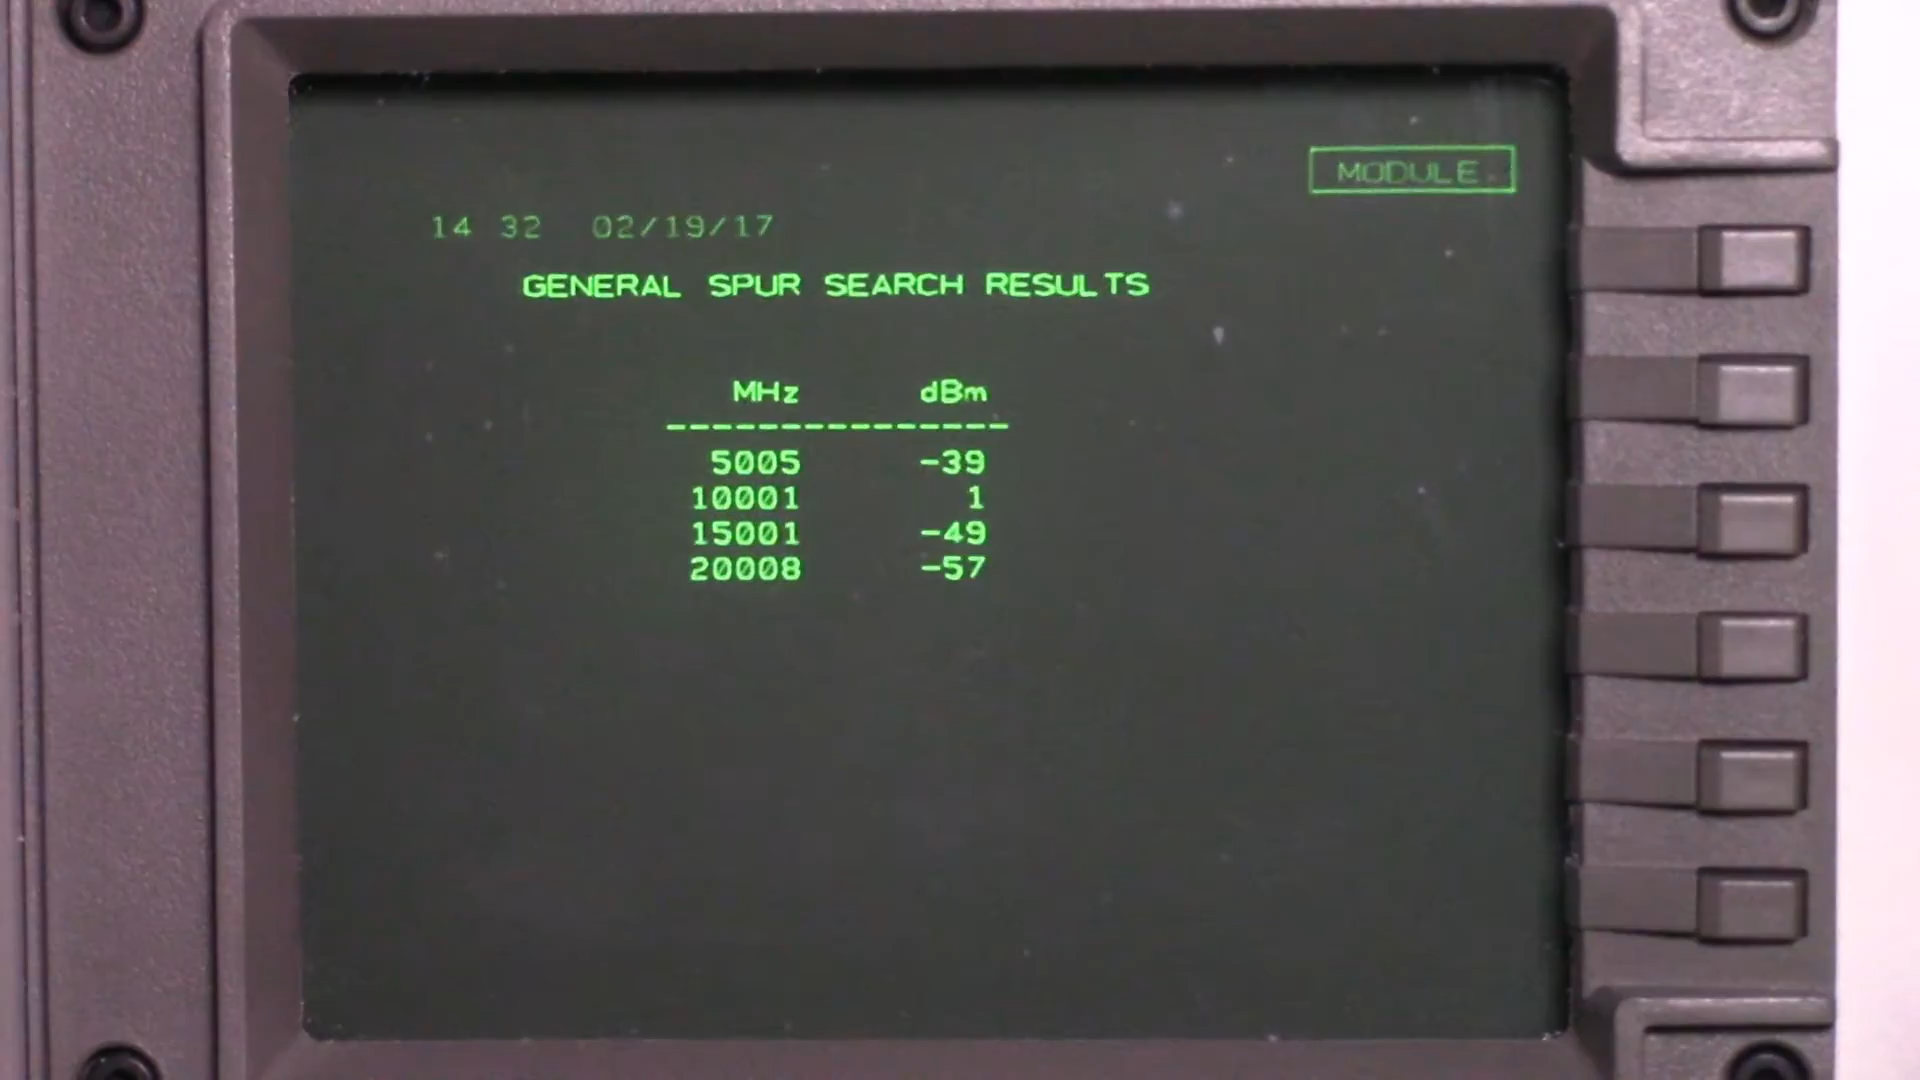 MODULE
14 32 02/19/17
GENERAL SPUR SEARCH RESULTS
MHz dBm
---------------
5005 -39
10001 1
15001 -49
20008 -57